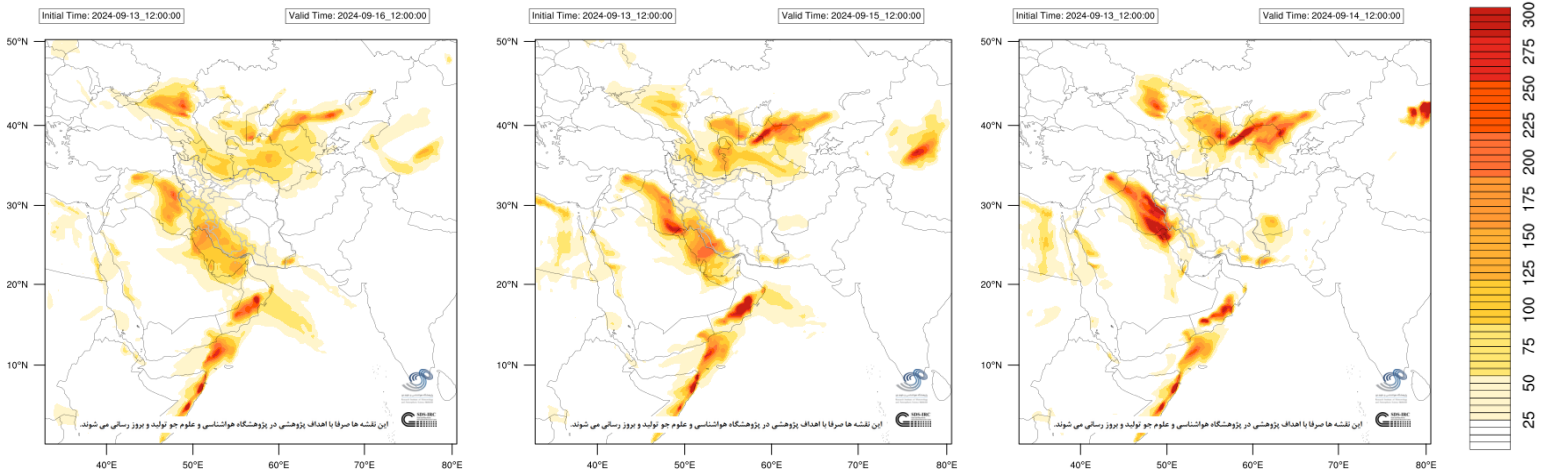 Initial Time: 2024-09-13_12:00:00 Valid Time: 2024-09-16_12:00:00
50°N
40°N
30°N
20°N
10°N
40°E 50°E 60°E 70°E 80°E
SDS-IRC
این نقشه ها صرفا با اهداف پژوهشی در پژوهشگاه هواشناسی و علوم جو تولید و بروز رسانی می شوند.
Initial Time: 2024-09-13_12:00:00 Valid Time: 2024-09-15_12:00:00
50°N
40°N
30°N
20°N
10°N
40°E 50°E 60°E 70°E 80°E
SDS-IRC
این نقشه ها صرفا با اهداف پژوهشی در پژوهشگاه هواشناسی و علوم جو تولید و بروز رسانی می شوند.
Initial Time: 2024-09-13_12:00:00 Valid Time: 2024-09-14_12:00:00
50°N
40°N
30°N
20°N
10°N
40°E 50°E 60°E 70°E 80°E
SDS-IRC
این نقشه ها صرفا با اهداف پژوهشی در پژوهشگاه هواشناسی و علوم جو تولید و بروز رسانی می شوند.
300
275
250
225
200
175
150
125
100
75
50
25